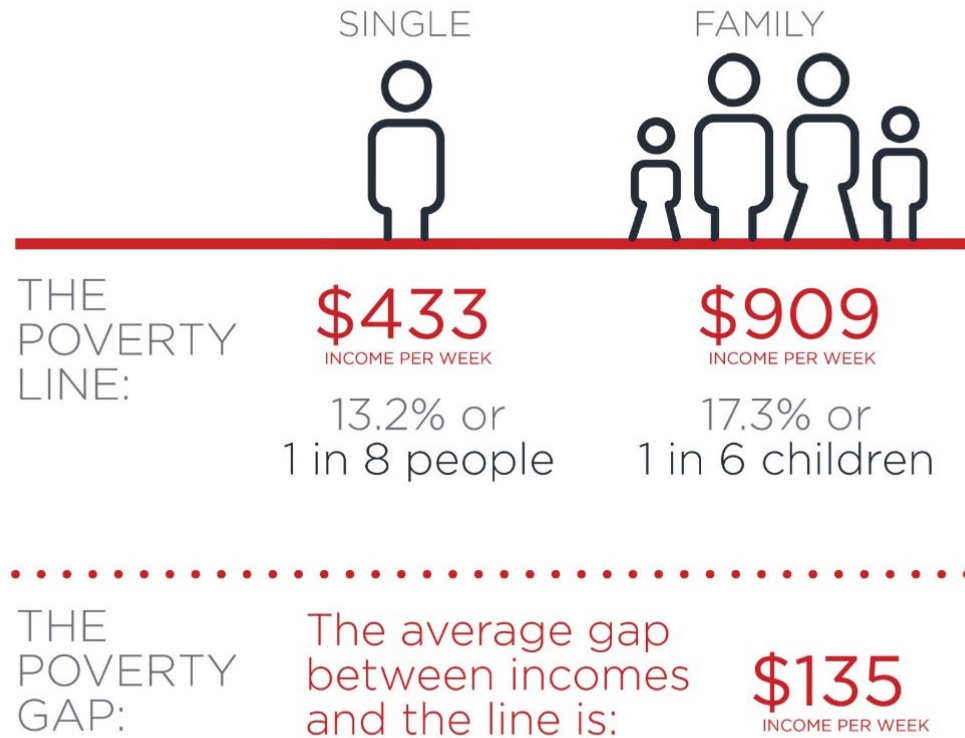 SINGLE
FAMILY
THE
POVERTY
LINE:
$433
INCOME PER WEEK
13.2% or
1 in 8 people
$909
INCOME PER WEEK
17.3% or
1 in 6 children
THE
POVERTY
GAP:
The average gap
between incomes
and the line is:
$135
INCOME PER WEEK